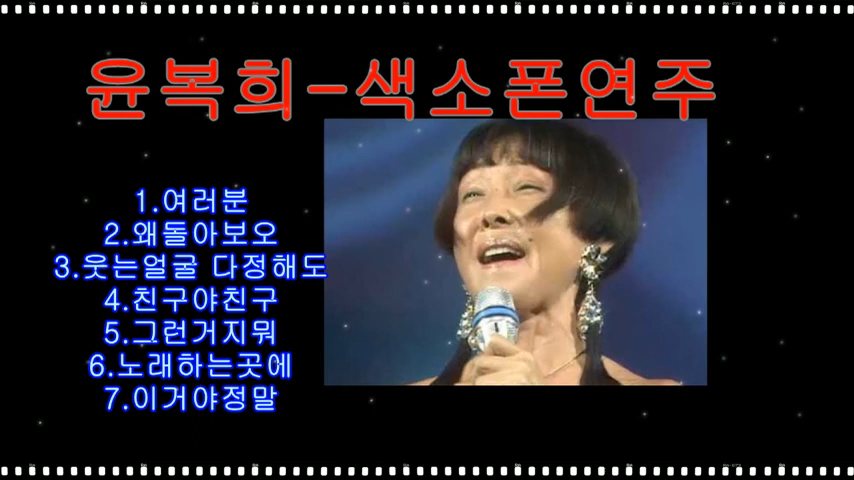 윤복희-색소폰연주
1.여러분
2.왜돌아보오
3.웃는얼굴 다정해도
4.친구야친구
5.그런거지뭐
6.노래하는곳에
7.이거야정말